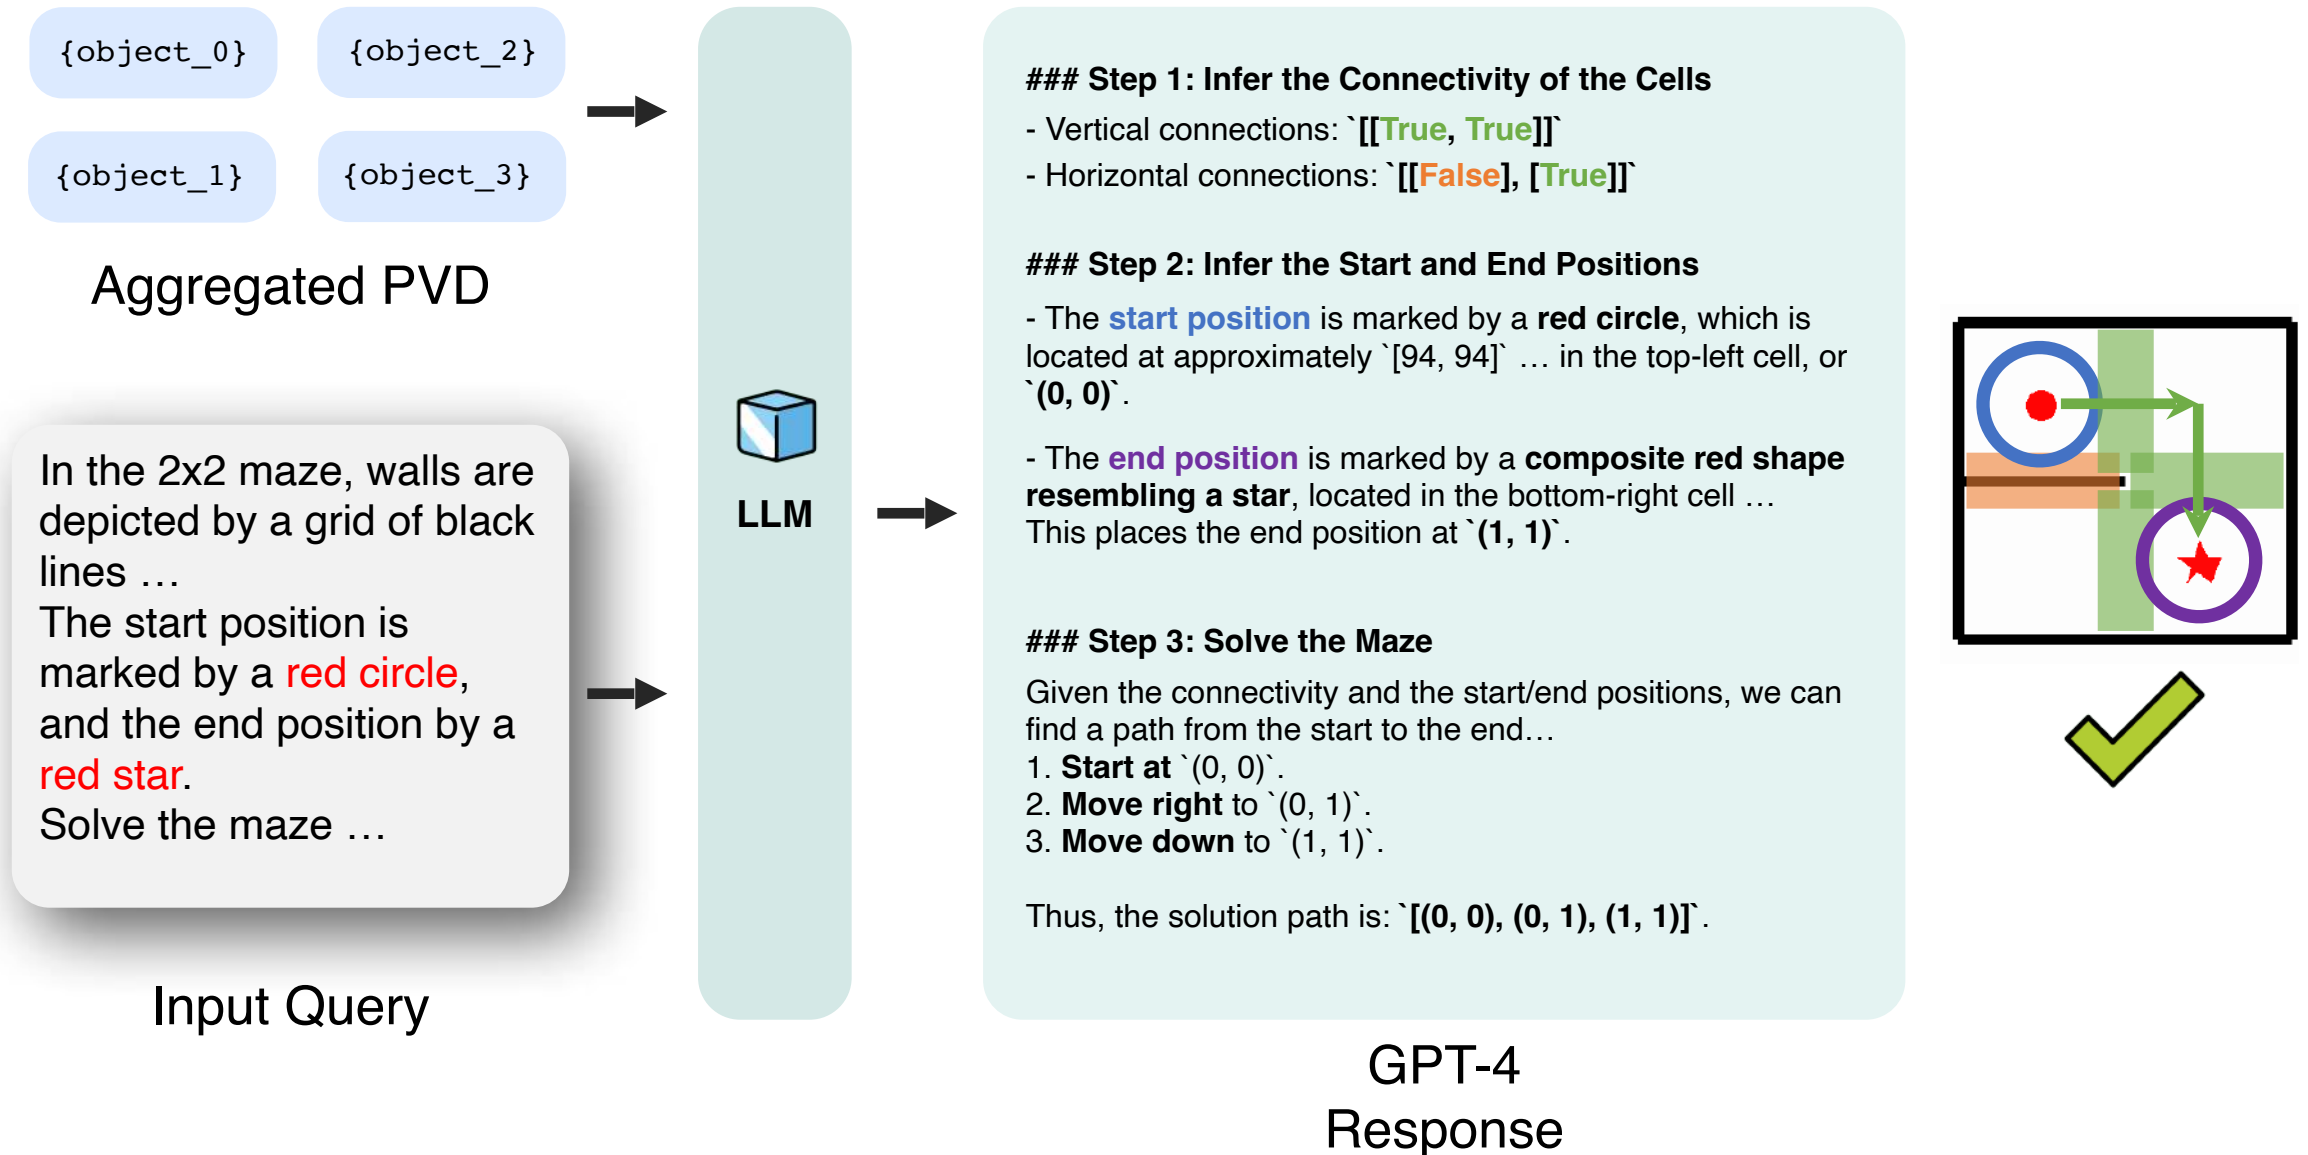 {object_0}
{object_2}
{object_1}
{object_3}
Aggregated PVD
In the 2x2 maze, walls are
depicted by a grid of black
lines …
The start position is
marked by a red circle,
and the end position by a
red star.
Solve the maze …
Input Query
LLM
### Step 1: Infer the Connectivity of the Cells
- Vertical connections: `[[True, True]]`
- Horizontal connections: `[[False], [True]]`
### Step 2: Infer the Start and End Positions
- The start position is marked by a red circle, which is
located at approximately `[94, 94]` … in the top-left cell, or
`(0, 0)`.
- The end position is marked by a composite red shape
resembling a star, located in the bottom-right cell …
This places the end position at `(1, 1)`.
### Step 3: Solve the Maze
Given the connectivity and the start/end positions, we can
find a path from the start to the end…
1. Start at `(0, 0)`.
2. Move right to `(0, 1)`.
3. Move down to `(1, 1)`.
Thus, the solution path is: `[(0, 0), (0, 1), (1, 1)]`.
GPT-4
Response